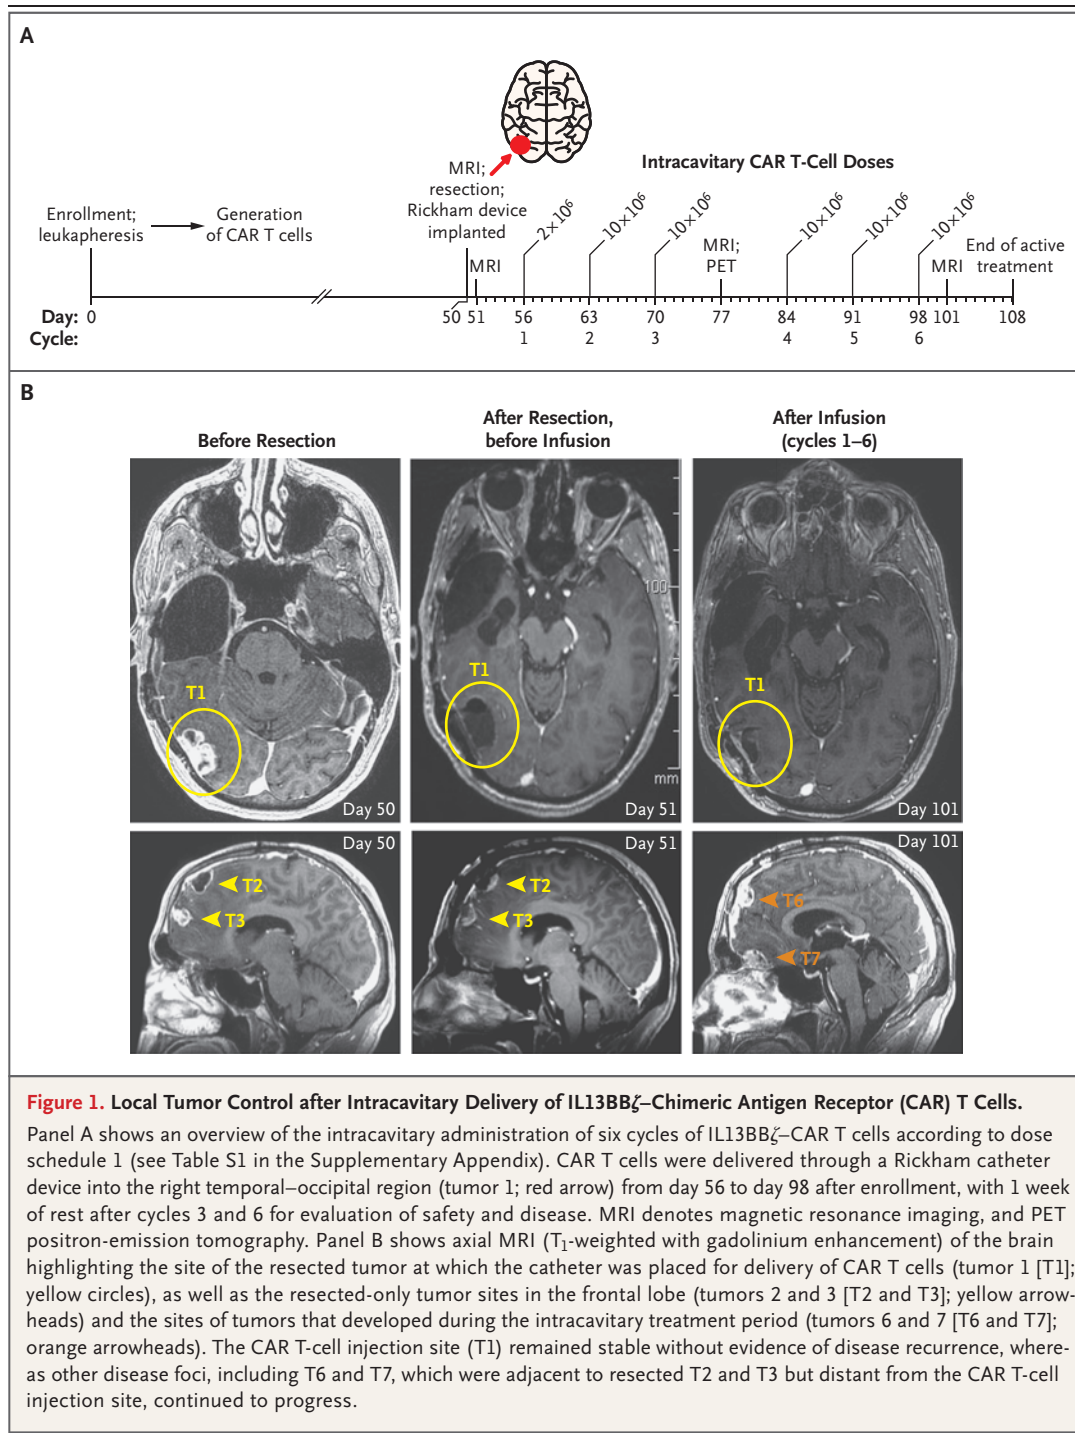 A
Intracavitary CAR T-Cell Doses
Enrollment;
leukapheresis
Generation
of CAR T cells
MRI;
resection;
Rickham device
implanted
MRI
2×10⁶
10×10⁶
10×10⁶
MRI;
PET
10×10⁶
10×10⁶
10×10⁶
MRI
End of active
treatment
Day: 0 50 51 56 63 70 77 84 91 98 101 108
Cycle: 1 2 3 4 5 6
B
Before Resection
After Resection,
before Infusion
After Infusion
(cycles 1–6)
T1
Day 50
100
T1
mm
Day 51
T1
Day 101
Day 50
T2
T3
Day 51
T2
T3
Day 101
T6
T7
Figure 1. Local Tumor Control after Intracavitary Delivery of IL13BBζ–Chimeric Antigen Receptor (CAR) T Cells.
Panel A shows an overview of the intracavitary administration of six cycles of IL13BBζ–CAR T cells according to dose
schedule 1 (see Table S1 in the Supplementary Appendix). CAR T cells were delivered through a Rickham catheter
device into the right temporal–occipital region (tumor 1; red arrow) from day 56 to day 98 after enrollment, with 1 week
of rest after cycles 3 and 6 for evaluation of safety and disease. MRI denotes magnetic resonance imaging, and PET
positron-emission tomography. Panel B shows axial MRI (T₁-weighted with gadolinium enhancement) of the brain
highlighting the site of the resected tumor at which the catheter was placed for delivery of CAR T cells (tumor 1 [T1];
yellow circles), as well as the resected-only tumor sites in the frontal lobe (tumors 2 and 3 [T2 and T3]; yellow arrow-
heads) and the sites of tumors that developed during the intracavitary treatment period (tumors 6 and 7 [T6 and T7];
orange arrowheads). The CAR T-cell injection site (T1) remained stable without evidence of disease recurrence, where-
as other disease foci, including T6 and T7, which were adjacent to resected T2 and T3 but distant from the CAR T-cell
injection site, continued to progress.